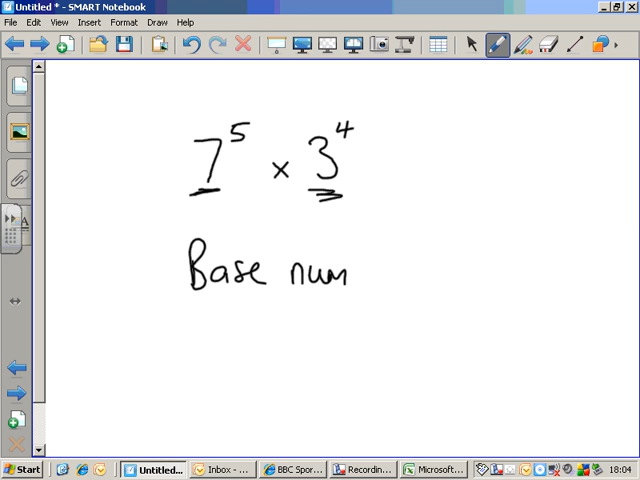 Untitled * - SMART Notebook
File Edit View Insert Format Draw Help
7⁵ × 3⁴
Base num
Start Untitled... Inbox - ... BBC Spor... Recording... Microsoft... 18:04